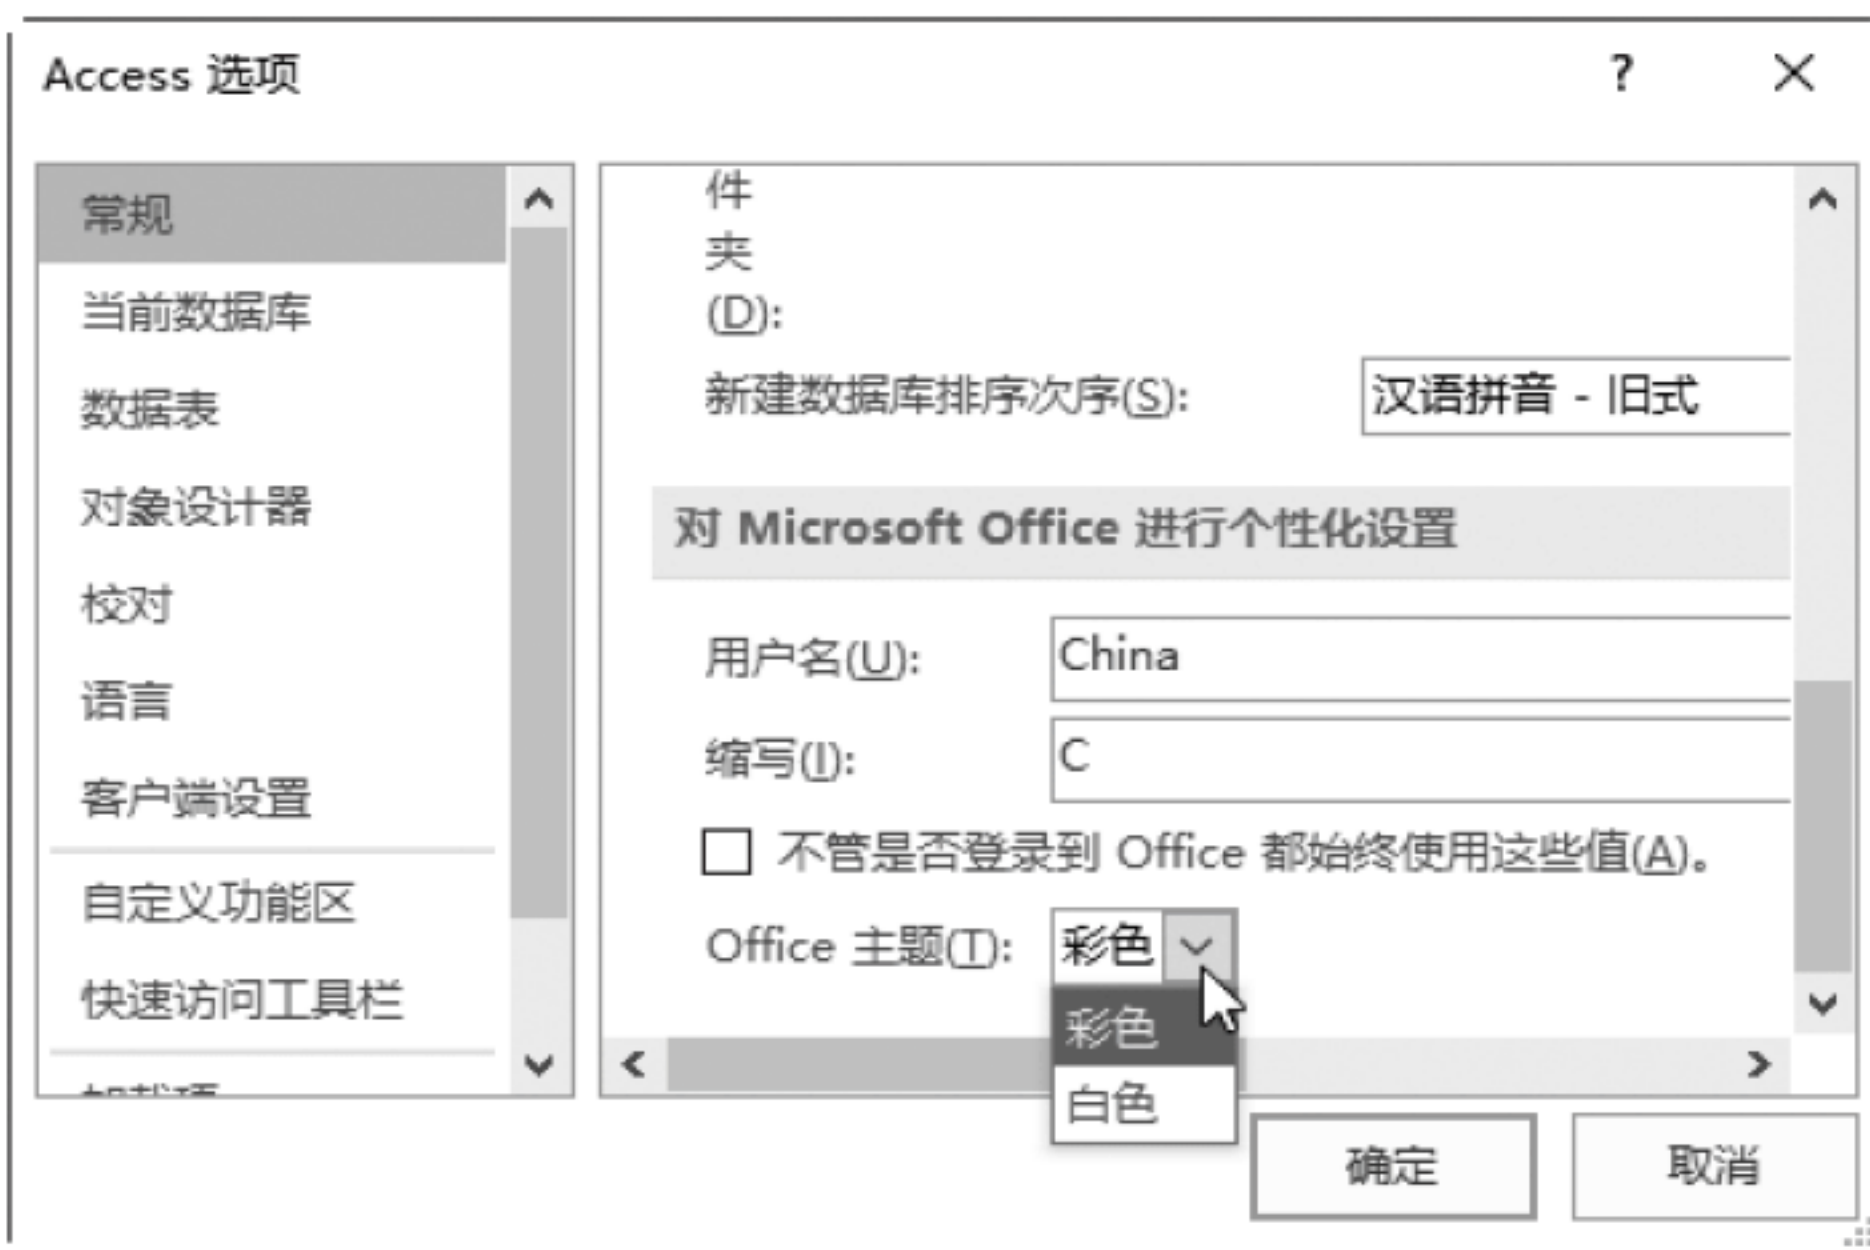 Access 选项
?
常规
当前数据库
数据表
对象设计器
校对
语言
客户端设置
自定义功能区
快速访问工具栏
件
夹
(D):
新建数据库排序次序(S): 汉语拼音 - 旧式
对 Microsoft Office 进行个性化设置
用户名(U): China
缩写(I): C
不管是否登录到 Office 都始终使用这些值(A)。
Office 主题(T): 彩色
彩色
白色
确定 取消